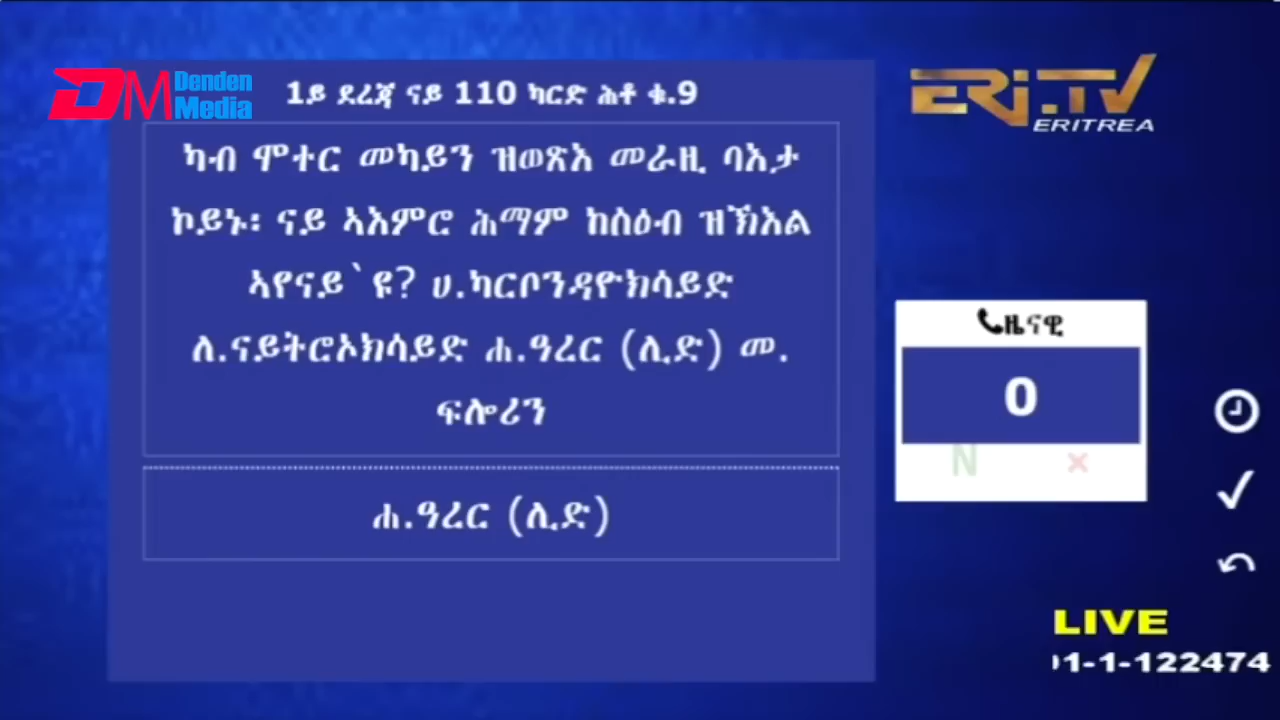 DM Denden Media
1ይ ደረጃ ናይ 110 ካርድ ሕቶ ቁ.9
ERi.TV
ERITREA
ካብ ሞተር መካይን ዝወጽእ መራዚ ባእታ
ኮይኑ፡ ናይ ኣእምሮ ሕማም ከስዕብ ዝኽእል
ኣየናይ`ዩ? ሀ.ካርቦንዳዮክሳይድ
ለ.ናይትሮኦክሳይድ ሐ.ዓረር (ሊድ) መ.
ፍሎሪን
ሐ.ዓረር (ሊድ)
ዜናዊ
0
N ×
LIVE
1-1-122474